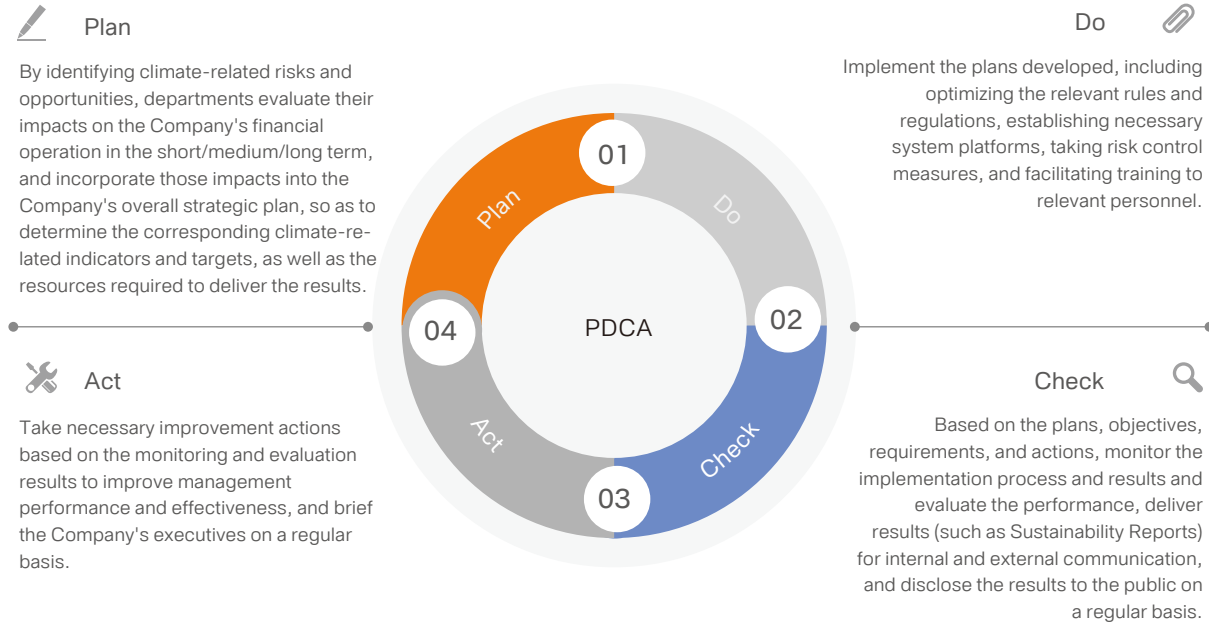 Plan
By identifying climate-related risks and
opportunities, departments evaluate their
impacts on the Company's financial
operation in the short/medium/long term,
and incorporate those impacts into the
Company's overall strategic plan, so as to
determine the corresponding climate-re-
lated indicators and targets, as well as the
resources required to deliver the results.
Do
Implement the plans developed, including
optimizing the relevant rules and
regulations, establishing necessary
system platforms, taking risk control
measures, and facilitating training to
relevant personnel.
01
Plan
Do
04
PDCA
02
Act
Check
03
Act
Take necessary improvement actions
based on the monitoring and evaluation
results to improve management
performance and effectiveness, and brief
the Company's executives on a regular
basis.
Check
Based on the plans, objectives,
requirements, and actions, monitor the
implementation process and results and
evaluate the performance, deliver
results (such as Sustainability Reports)
for internal and external communication,
and disclose the results to the public on
a regular basis.